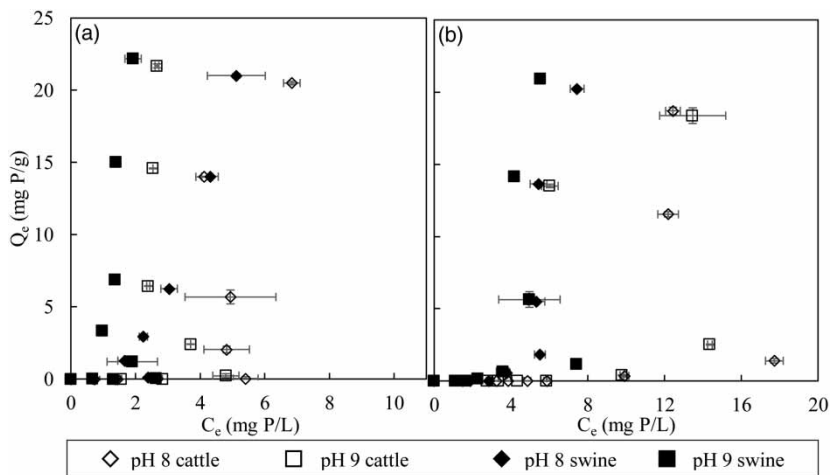 (a)
(b)
25
20
15
10
5
0
Qe (mg P/g)
0 2 4 6 8 10
0 4 8 12 16 20
Ce (mg P/L)
Ce (mg P/L)
pH 8 cattle
pH 9 cattle
pH 8 swine
pH 9 swine